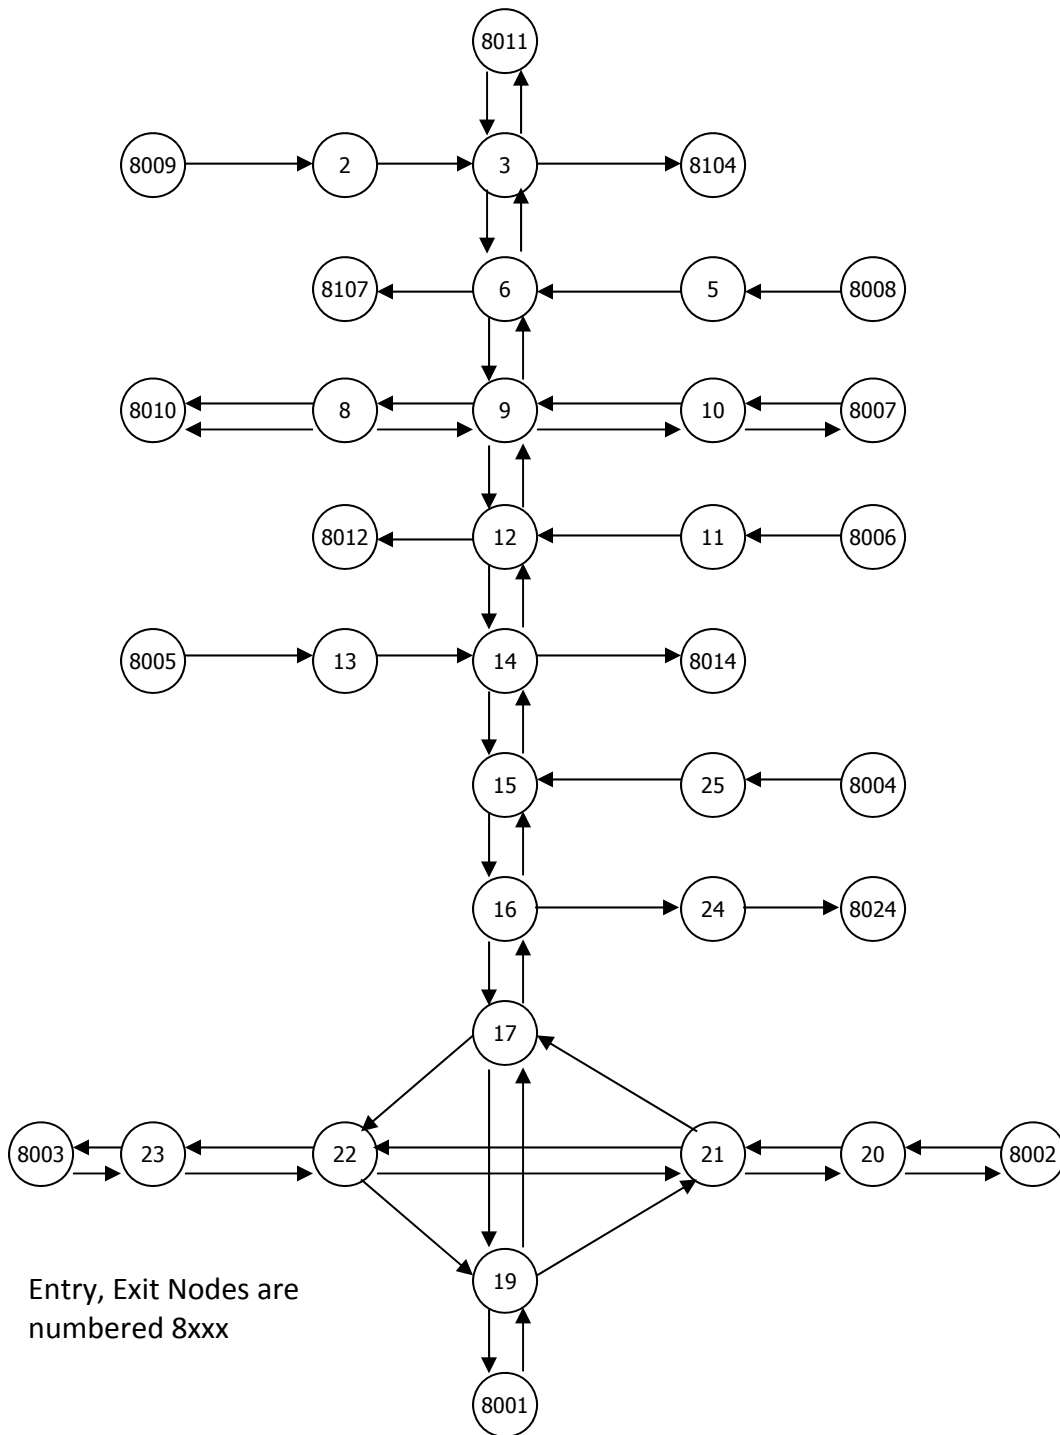 8011
8009 2 3 8104
8107 6 5 8008
8010 8 9 10 8007
8012 12 11 8006
8005 13 14 8014
15 25 8004
16 24 8024
17
8003 23 22 21 20 8002
19
Entry, Exit Nodes are
numbered 8xxx
8001